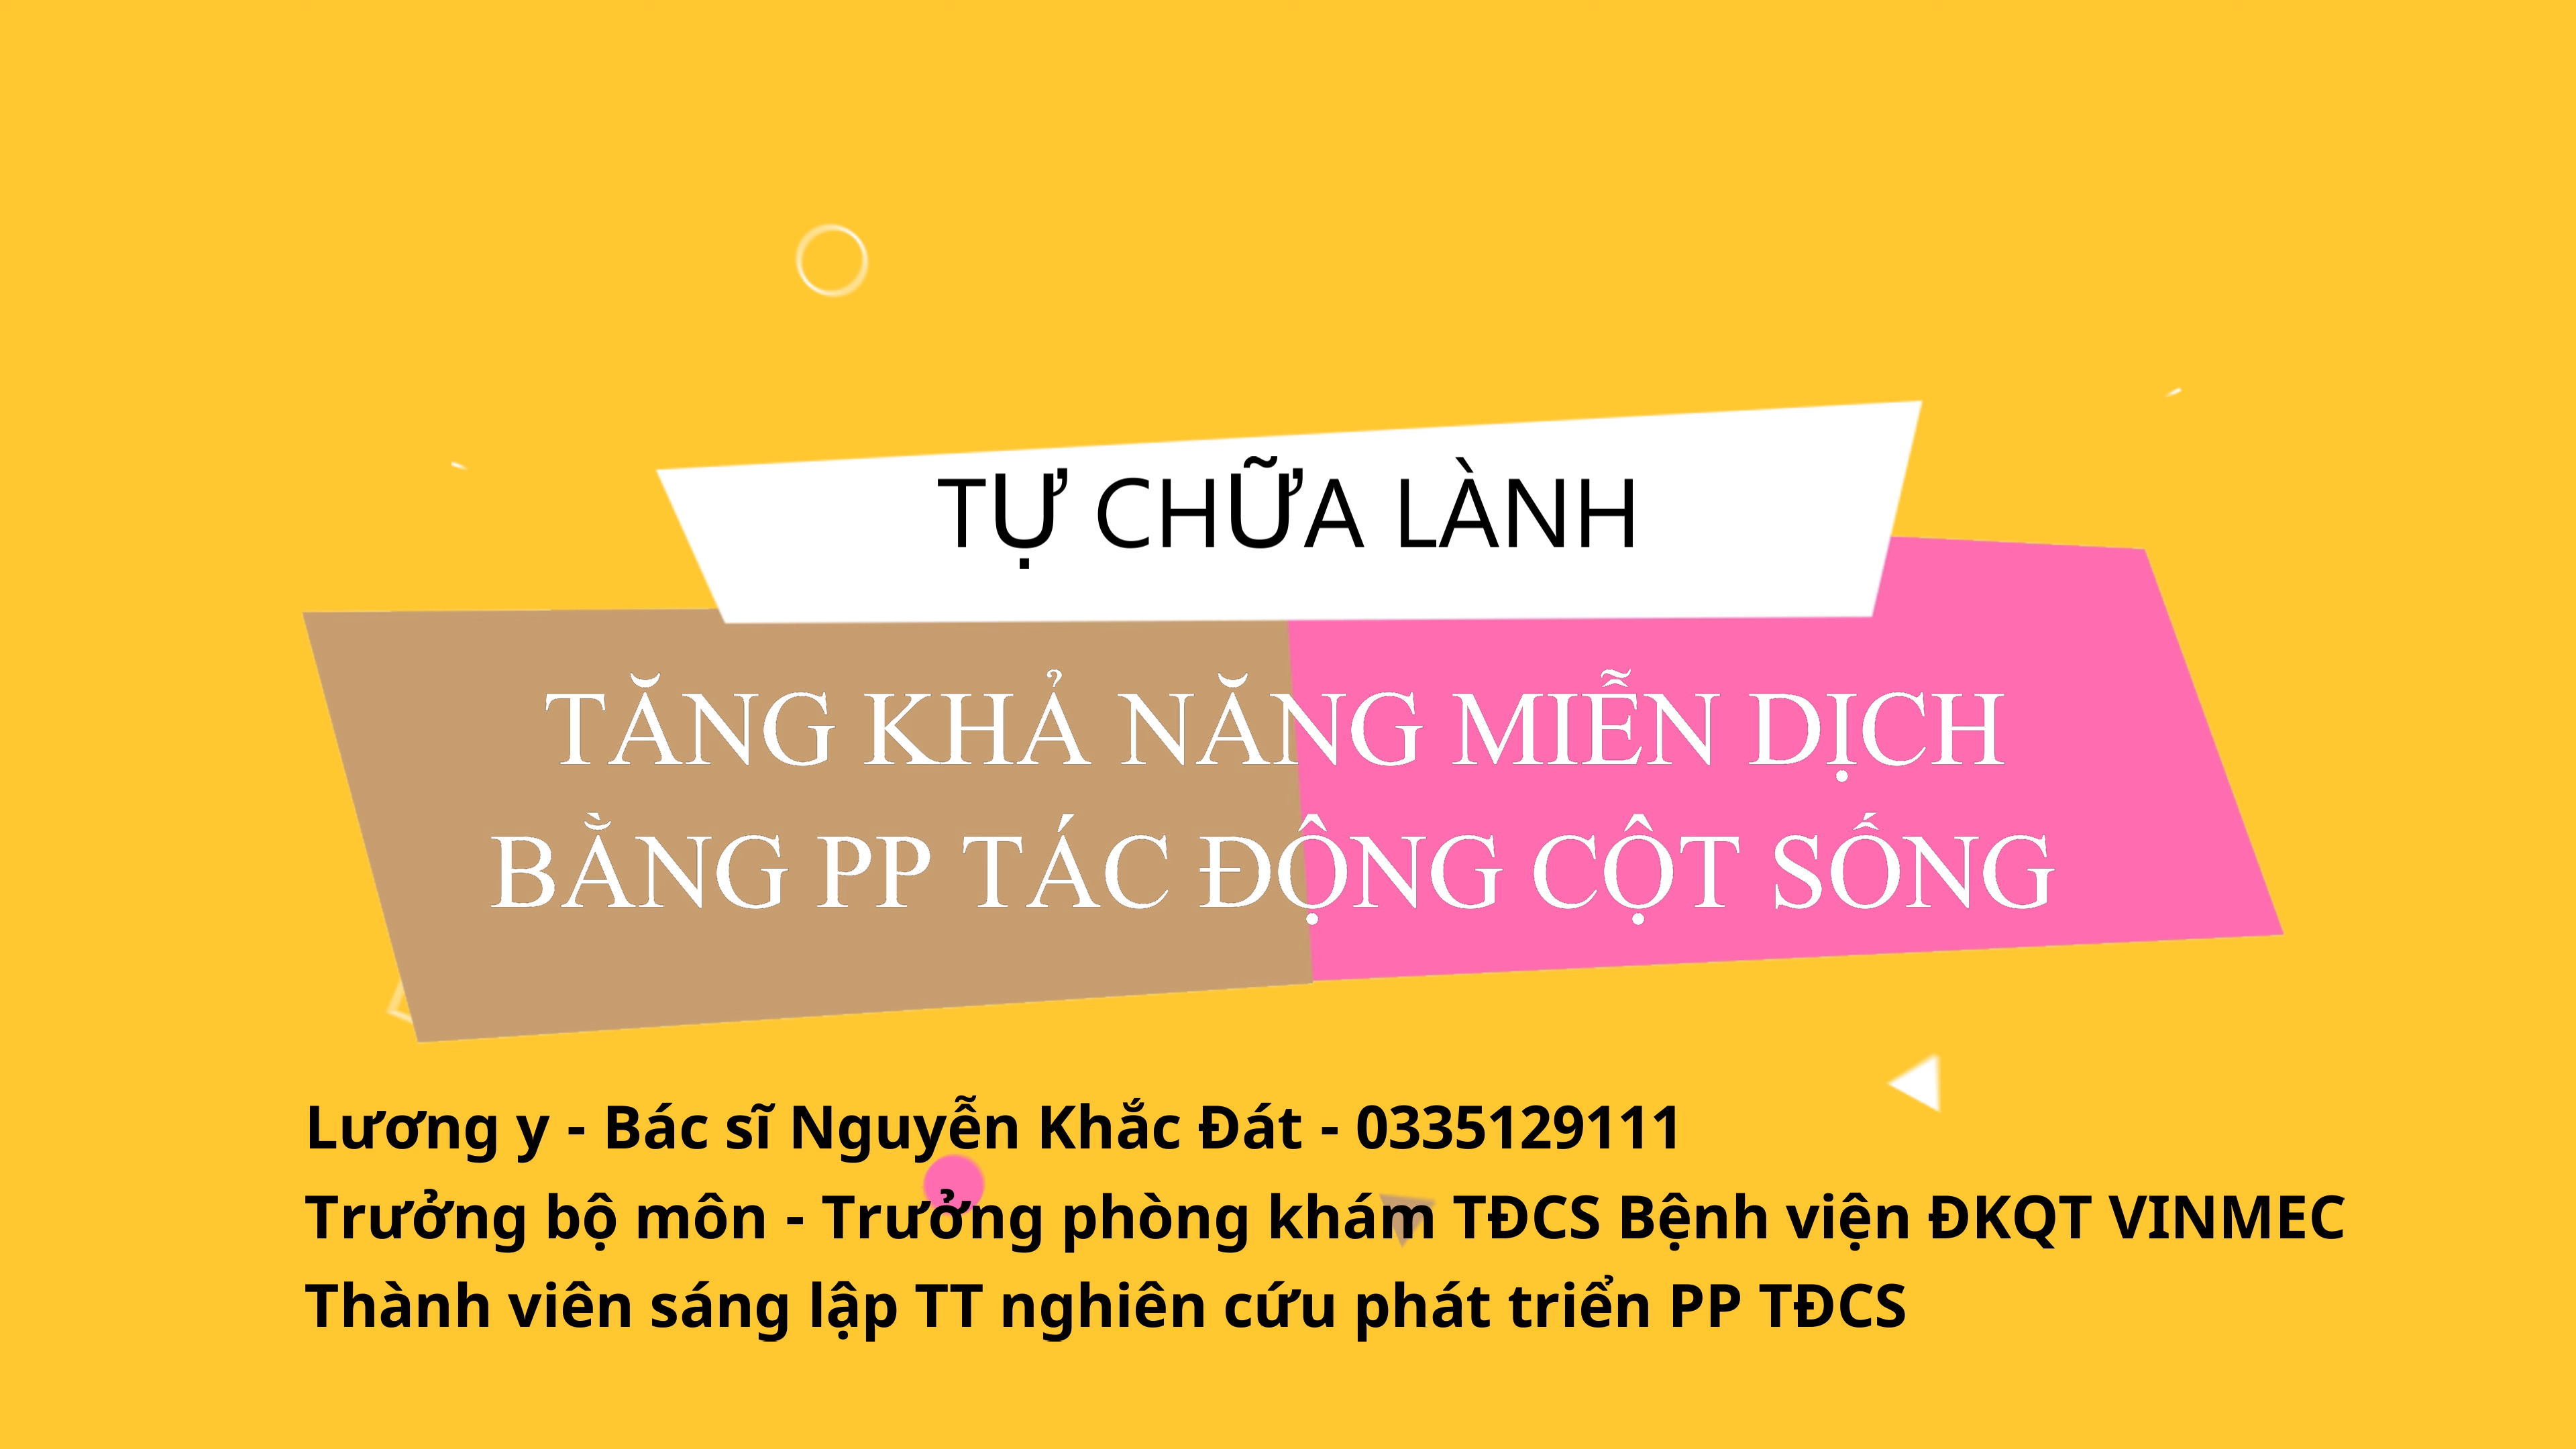 TỰ CHỮA LÀNH
TĂNG KHẢ NĂNG MIỄN DỊCH
BẰNG PP TÁC ĐỘNG CỘT SỐNG
Lương y - Bác sĩ Nguyễn Khắc Đát - 0335129111
Trưởng bộ môn - Trưởng phòng khám TĐCS Bệnh viện ĐKQT VINMEC
Thành viên sáng lập TT nghiên cứu phát triển PP TĐCS